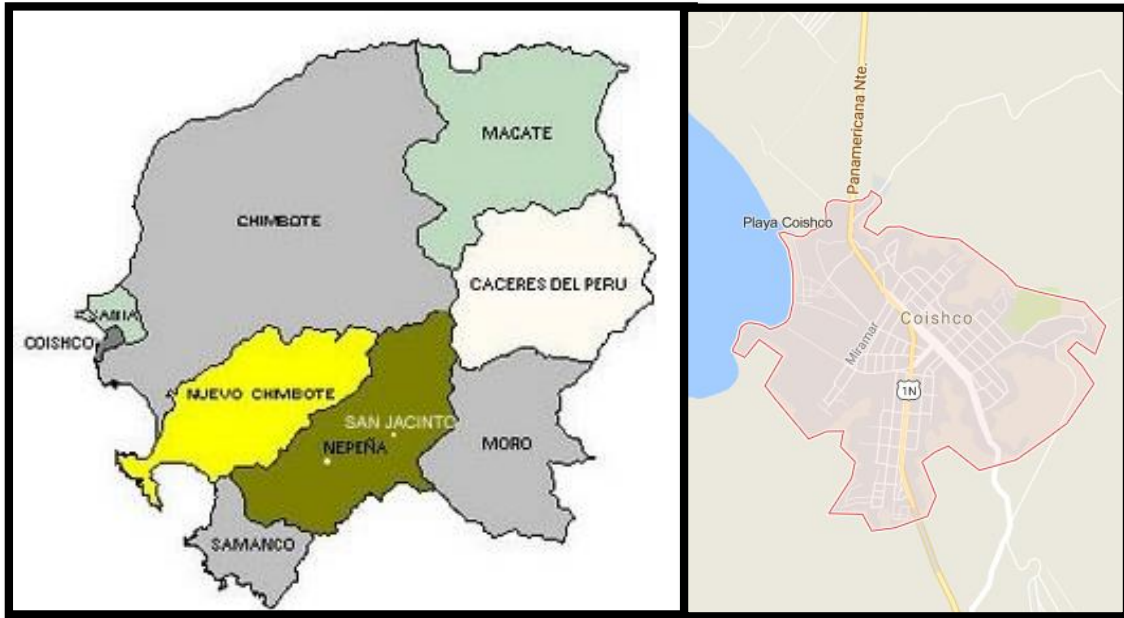 MACATE
CHIMBOTE
CACERES DEL PERU
SANTA
COISHCO
NUEVO CHIMBOTE
SAN JACINTO
NEPEÑA
MORO
SAMANCO
Panamericana Nte.
Playa Coishco
Coishco
Miramar
1N